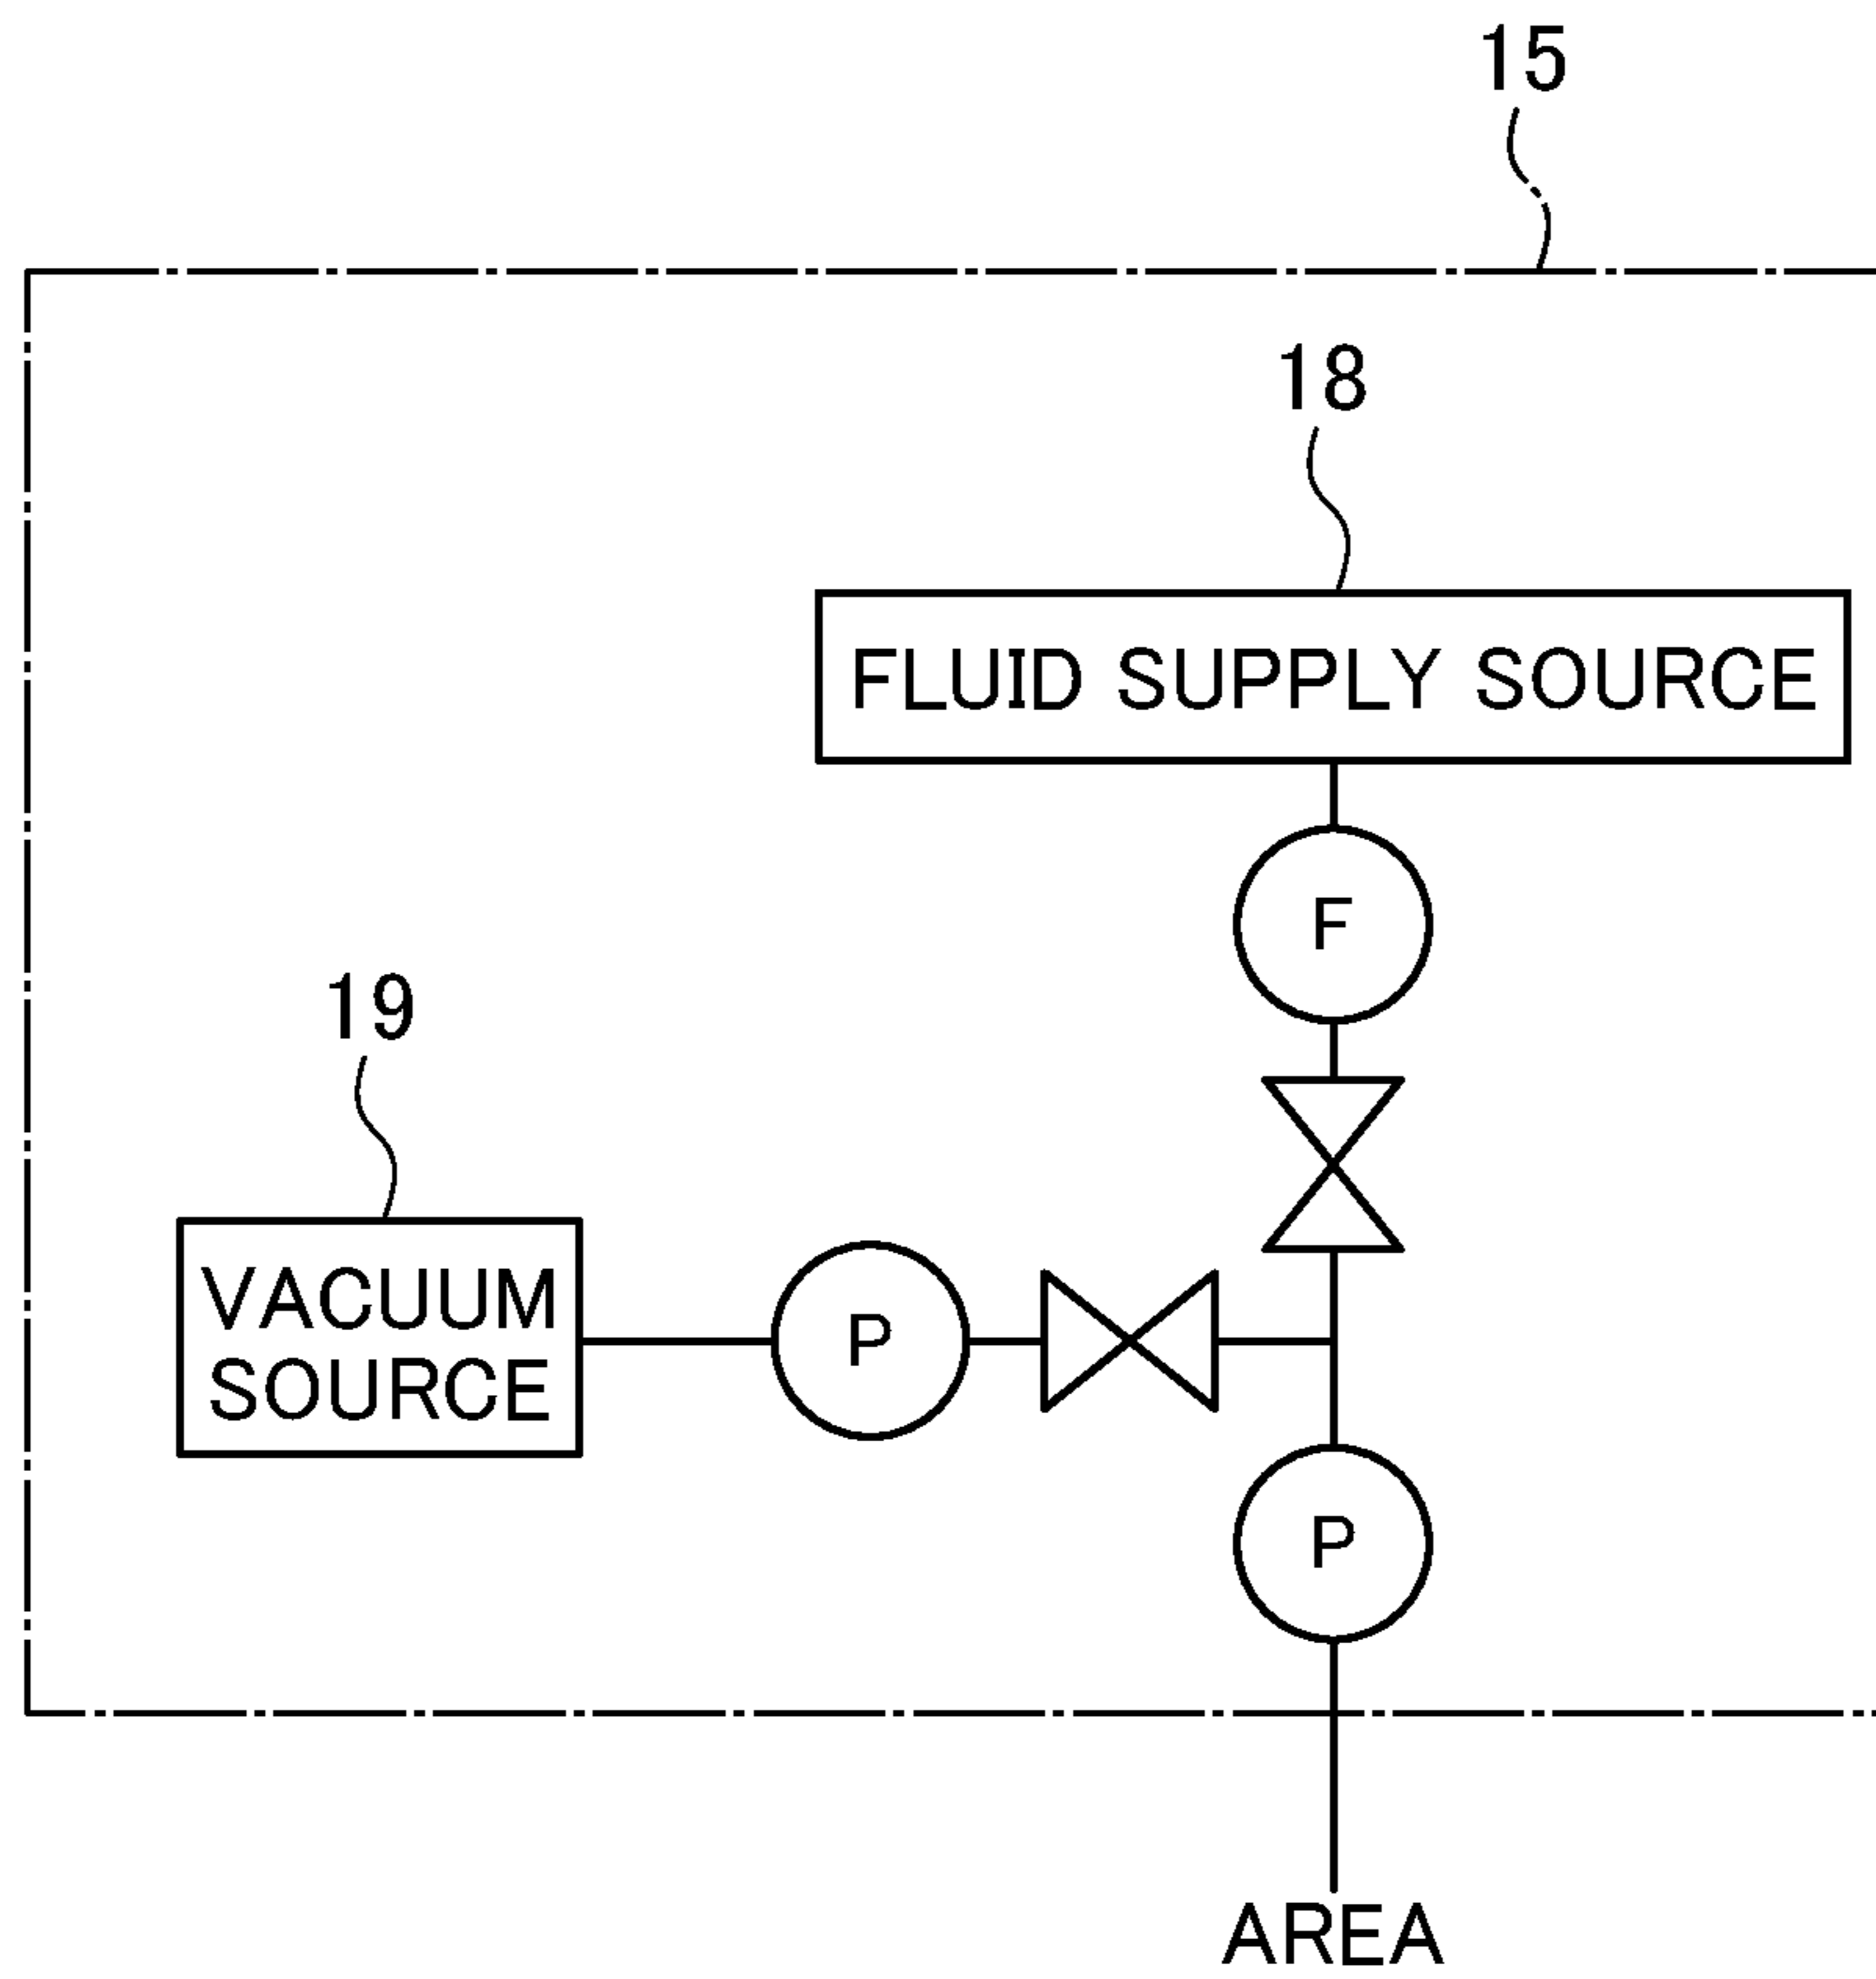 15
18
FLUID SUPPLY SOURCE
F
19
VACUUM
SOURCE
P
P
AREA